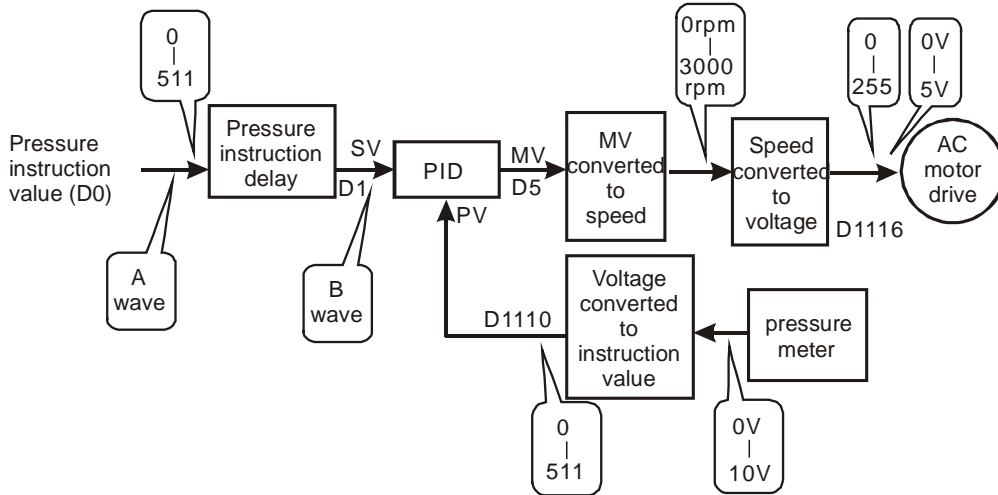 0
|
511
0rpm
|
3000
rpm
0
|
255
0V
|
5V
Pressure
instruction
value (D0)
Pressure
instruction
delay
SV
D1
PID
MV
D5
PV
MV
converted
to
speed
Speed
converted
to
voltage
D1116
AC
motor
drive
A
wave
B
wave
D1110
Voltage
converted
to
instruction
value
pressure
meter
0
|
511
0V
|
10V